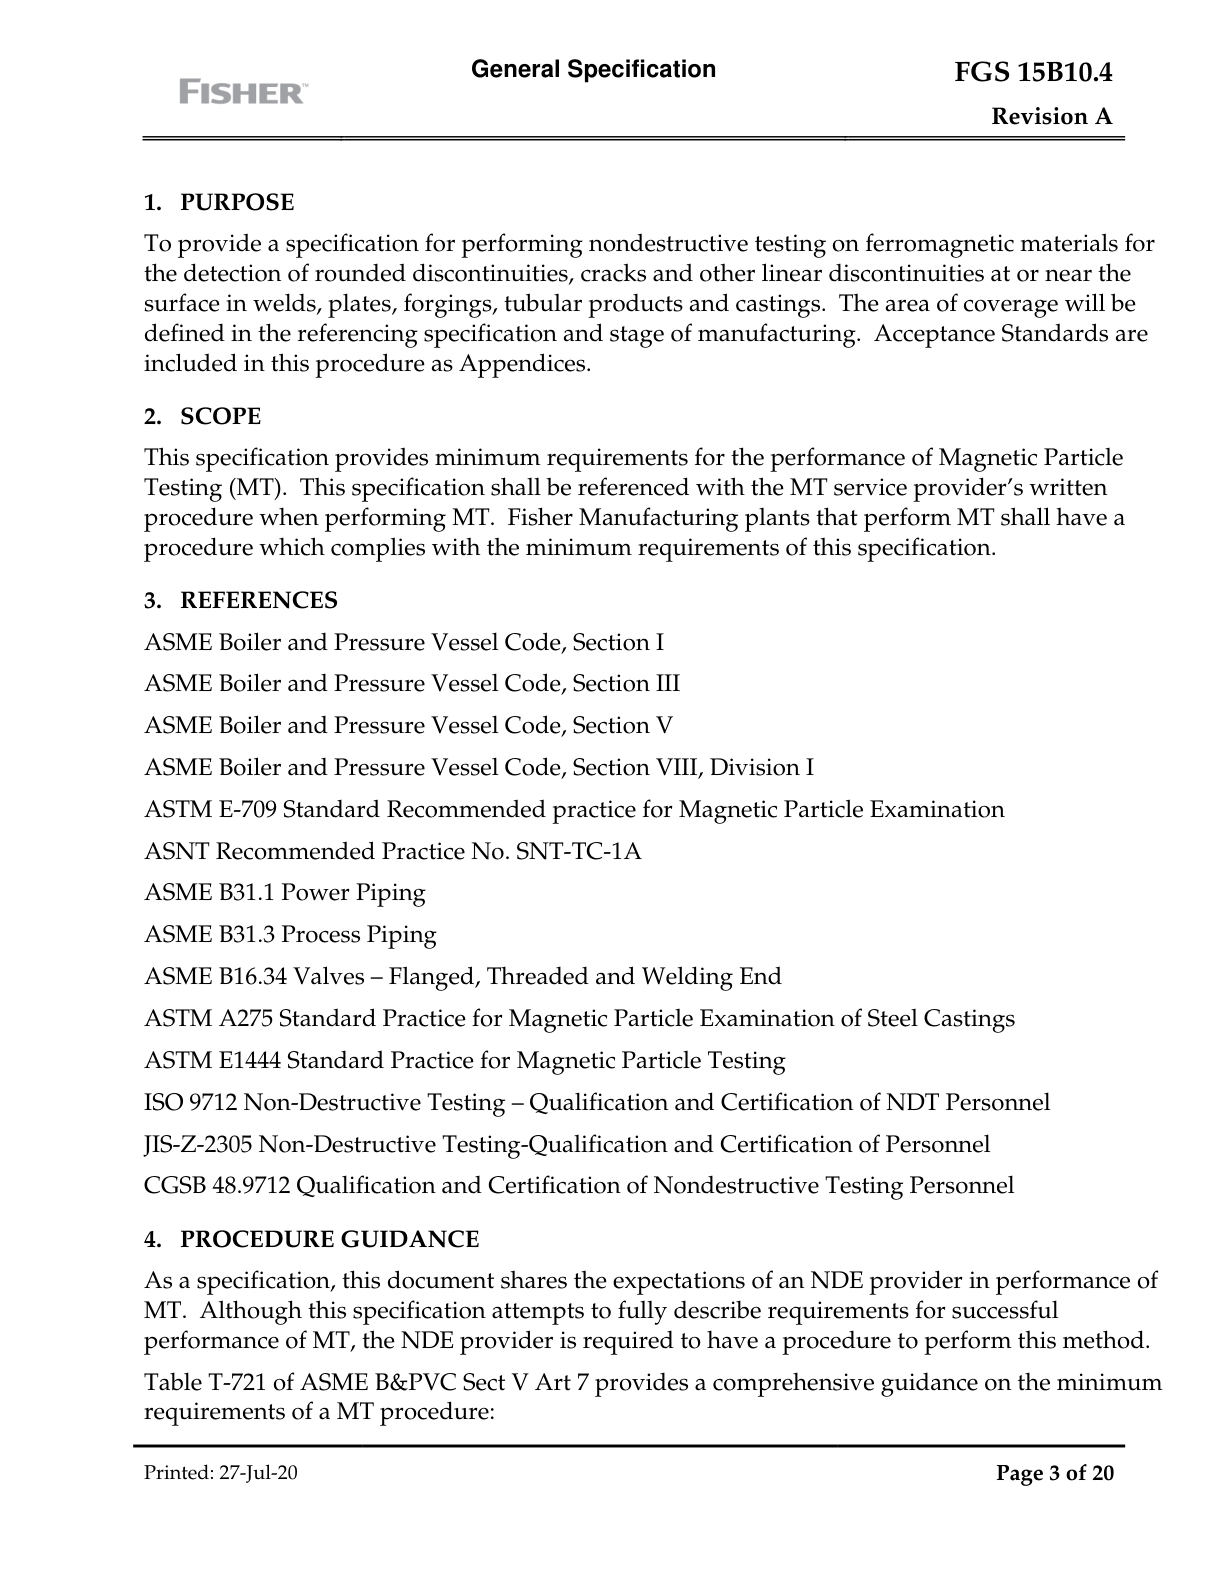 General Specification
FGS 15B10.4
FISHER™
Revision A
1. PURPOSE
To provide a specification for performing nondestructive testing on ferromagnetic materials for
the detection of rounded discontinuities, cracks and other linear discontinuities at or near the
surface in welds, plates, forgings, tubular products and castings.  The area of coverage will be
defined in the referencing specification and stage of manufacturing.  Acceptance Standards are
included in this procedure as Appendices.
2. SCOPE
This specification provides minimum requirements for the performance of Magnetic Particle
Testing (MT).  This specification shall be referenced with the MT service provider’s written
procedure when performing MT.  Fisher Manufacturing plants that perform MT shall have a
procedure which complies with the minimum requirements of this specification.
3. REFERENCES
ASME Boiler and Pressure Vessel Code, Section I
ASME Boiler and Pressure Vessel Code, Section III
ASME Boiler and Pressure Vessel Code, Section V
ASME Boiler and Pressure Vessel Code, Section VIII, Division I
ASTM E-709 Standard Recommended practice for Magnetic Particle Examination
ASNT Recommended Practice No. SNT-TC-1A
ASME B31.1 Power Piping
ASME B31.3 Process Piping
ASME B16.34 Valves – Flanged, Threaded and Welding End
ASTM A275 Standard Practice for Magnetic Particle Examination of Steel Castings
ASTM E1444 Standard Practice for Magnetic Particle Testing
ISO 9712 Non-Destructive Testing – Qualification and Certification of NDT Personnel
JIS-Z-2305 Non-Destructive Testing-Qualification and Certification of Personnel
CGSB 48.9712 Qualification and Certification of Nondestructive Testing Personnel
4. PROCEDURE GUIDANCE
As a specification, this document shares the expectations of an NDE provider in performance of
MT.  Although this specification attempts to fully describe requirements for successful
performance of MT, the NDE provider is required to have a procedure to perform this method.
Table T-721 of ASME B&PVC Sect V Art 7 provides a comprehensive guidance on the minimum
requirements of a MT procedure:
Printed: 27-Jul-20
Page 3 of 20